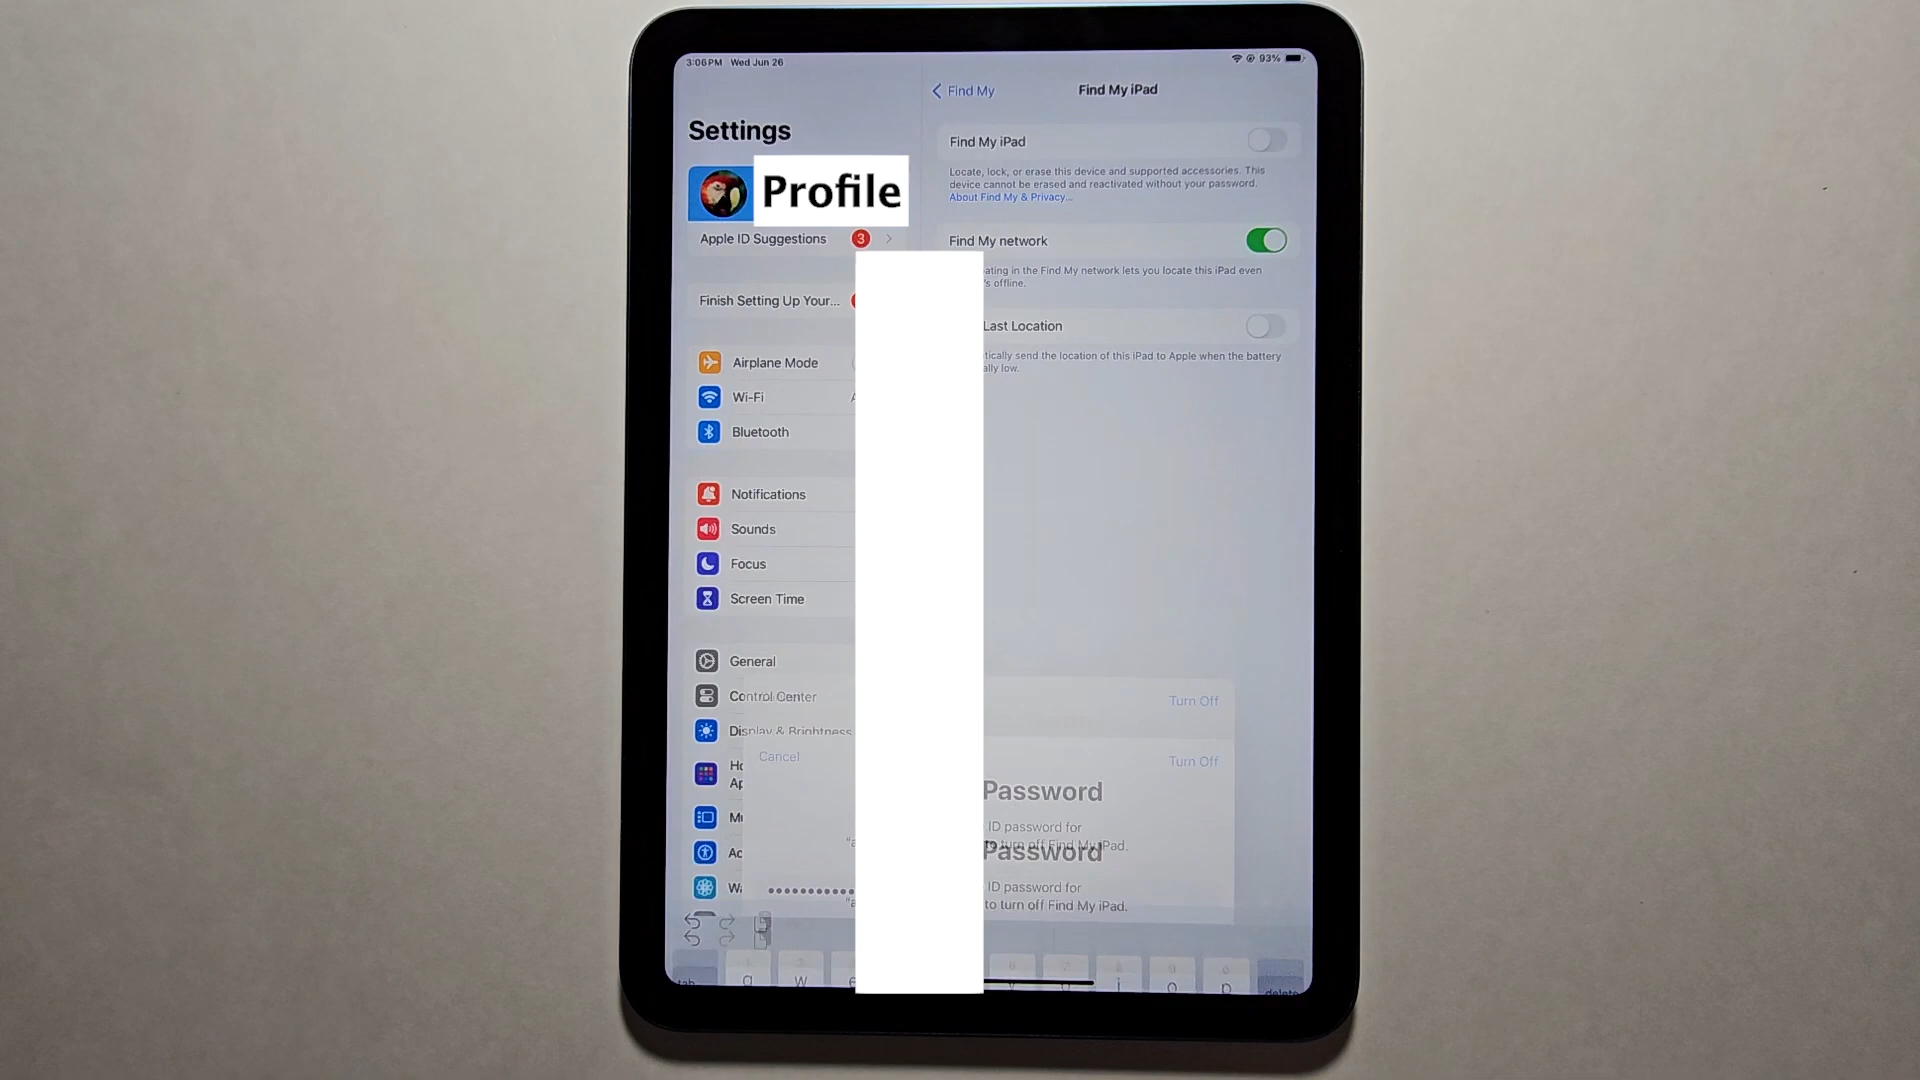 3:06PM Wed Jun 26
93%
Settings
Profile
Apple ID Suggestions 3
Finish Setting Up Your...
Airplane Mode
Wi-Fi
Bluetooth
Notifications
Sounds
Focus
Screen Time
General
Control Center
Display & Brightness
Cancel
Find My
Find My iPad
Find My iPad
Locate, lock, or erase this device and supported accessories. This
device cannot be erased and reactivated without your password.
About Find My & Privacy...
Find My network
ating in the Find My network lets you locate this iPad even
's offline.
Last Location
tically send the location of this iPad to Apple when the battery
ally low.
Turn Off
Turn Off
Password
ID password for
to turn off Find My iPad.
Password
ID password for
to turn off Find My iPad.
tab q w
o p delete